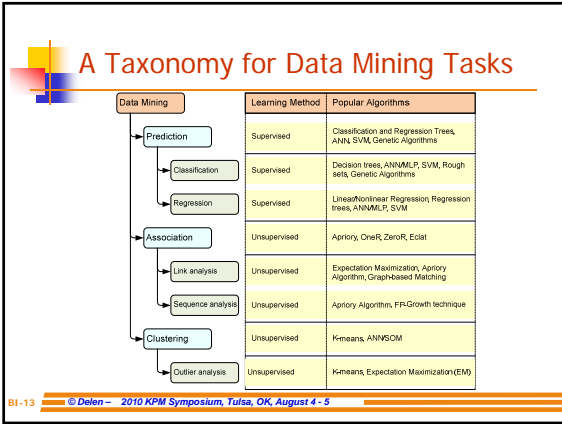 A Taxonomy for Data Mining Tasks
Data Mining
Learning Method
Popular Algorithms
Prediction
Supervised
Classification and Regression Trees,
ANN, SVM, Genetic Algorithms
Classification
Supervised
Decision trees, ANN/MLP, SVM, Rough
sets, Genetic Algorithms
Regression
Supervised
Linear/Nonlinear Regression, Regression
trees, ANN/MLP, SVM
Association
Unsupervised
Apriory, OneR, ZeroR, Eclat
Link analysis
Unsupervised
Expectation Maximization, Apriory
Algorithm, Graph-based Matching
Sequence analysis
Unsupervised
Apriory Algorithm, FP-Growth technique
Clustering
Unsupervised
K-means, ANN/SOM
Outlier analysis
Unsupervised
K-means, Expectation Maximization (EM)
BI-13
© Delen – 2010 KPM Symposium, Tulsa, OK, August 4 - 5